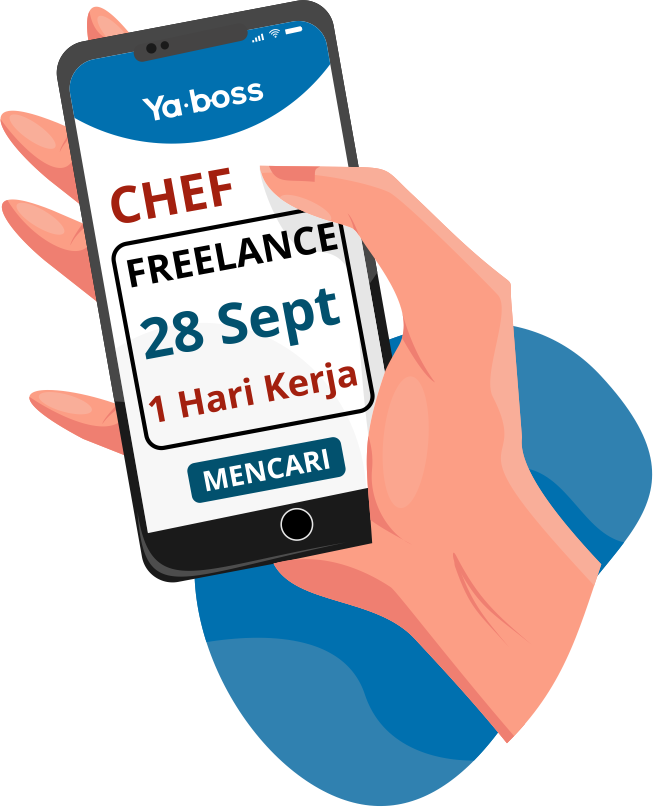 Ya·boss
CHEF
FREELANCE
28 Sept
1 Hari Kerja
MENCARI